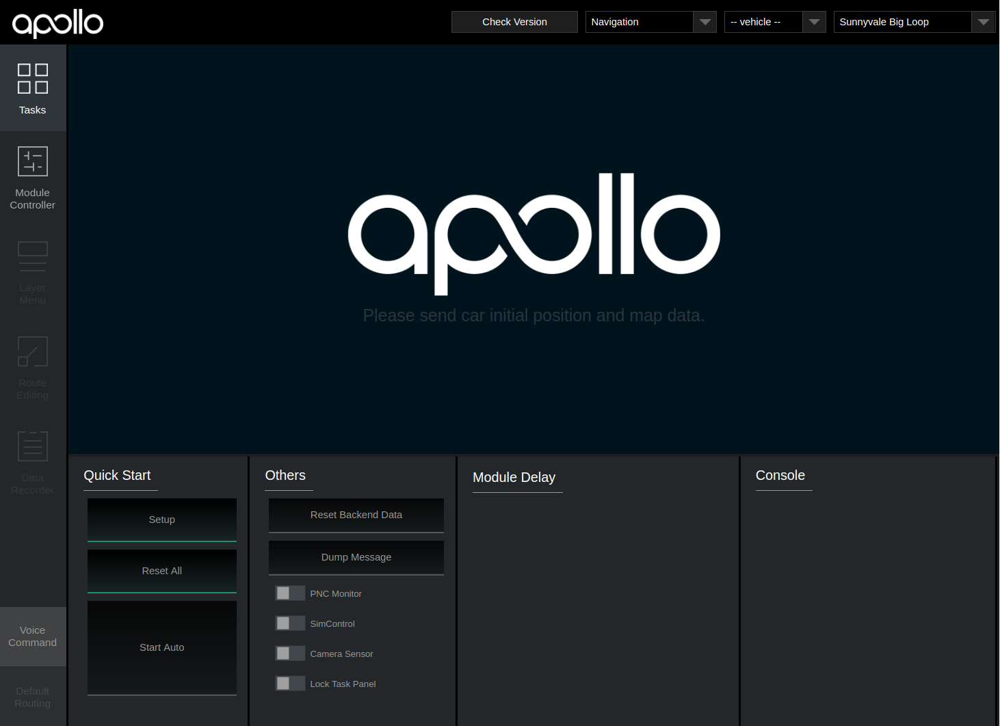 apollo
Check Version
Navigation
-- vehicle --
Sunnyvale Big Loop
Tasks
Module
Controller
Layer
Menu
Route
Editing
Data
Recorder
Voice
Command
Default
Routing
apollo
Please send car initial position and map data.
Quick Start
Setup
Reset All
Start Auto
Others
Reset Backend Data
Dump Message
PNC Monitor
SimControl
Camera Sensor
Lock Task Panel
Module Delay
Console